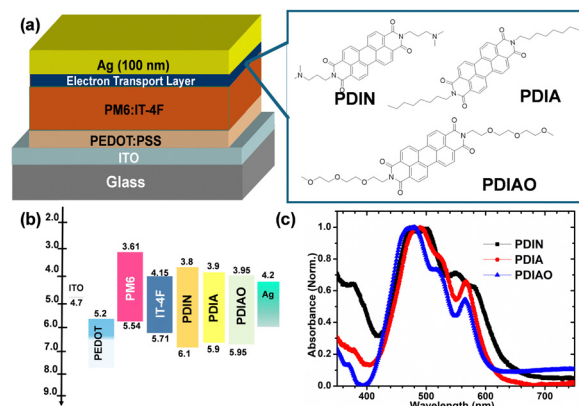 (a)
Ag (100 nm)
Electron Transport Layer
PM6:IT-4F
PEDOT:PSS
ITO
Glass
PDIN
PDIA
PDIAO
(b)
2.0
3.0
4.0
5.0
6.0
7.0
8.0
9.0
ITO
4.7
5.2
PEDOT
3.61
PM6
5.54
4.15
IT-4F
5.71
3.8
PDIN
6.1
3.9
PDIA
5.9
3.95
PDIAO
5.95
4.2
Ag
(c)
Absorbance (Norm)
1.0
0.8
0.6
0.4
0.2
0.0
PDIN
PDIA
PDIAO
400 500 600 700
Wavelength (nm)